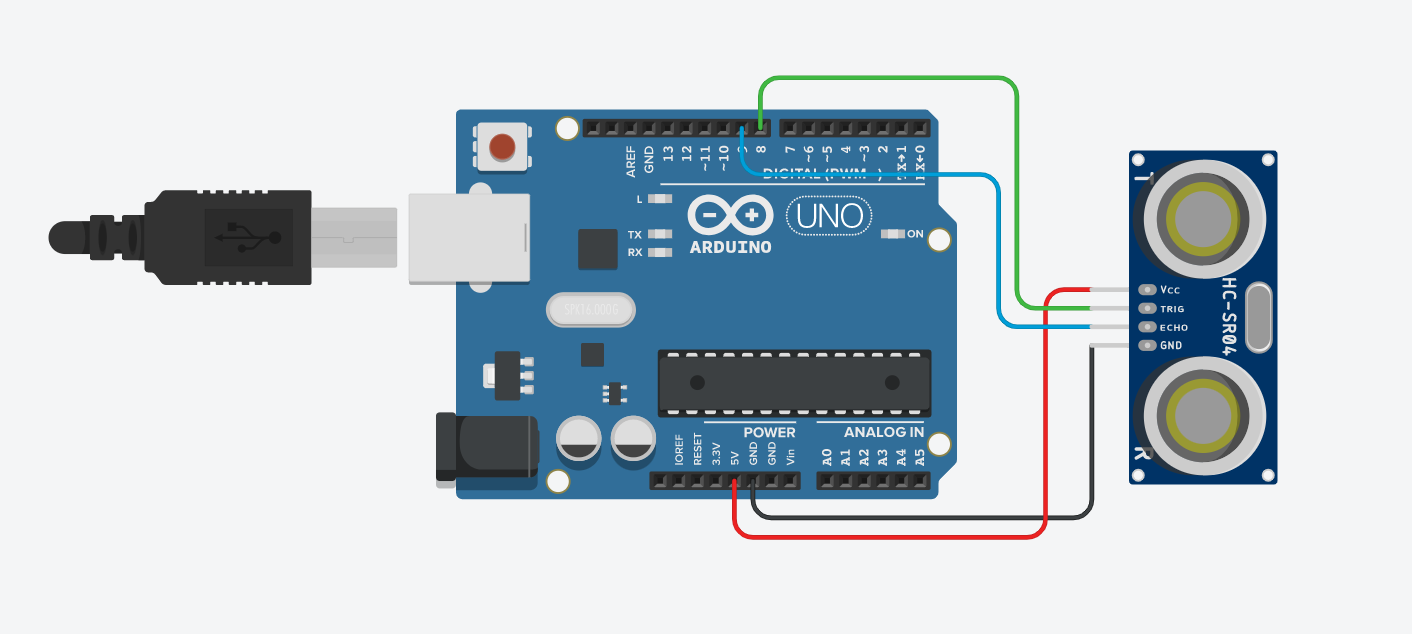 AREF
GND
13
12
~11
~10
9
8
7
~6
~5
4
~3
2
TX→1
RX←0
DIGITAL (PWM ~)
L
TX
RX
ARDUINO
UNO
ON
SPK16.000G
IOREF
RESET
3.3V
5V
GND
GND
Vin
POWER
ANALOG IN
A0
A1
A2
A3
A4
A5
T
VCC
TRIG
ECHO
GND
HC-SR04
R